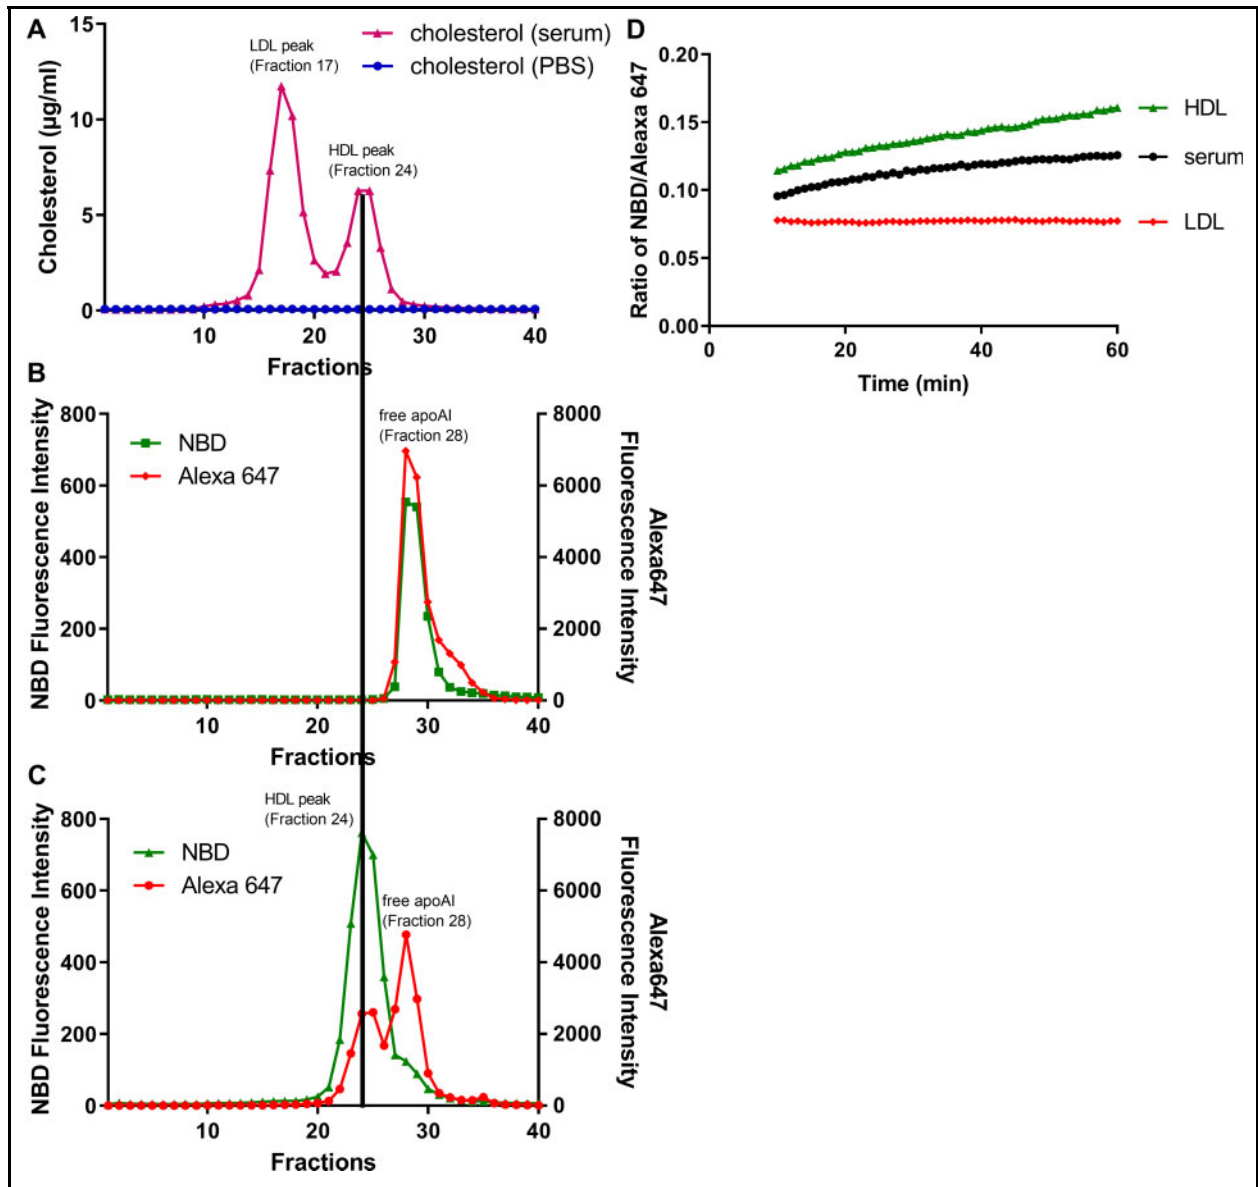 A
15
10
5
0
Cholesterol (µg/ml)
LDL peak
(Fraction 17)
HDL peak
(Fraction 24)
cholesterol (serum)
cholesterol (PBS)
10 20 30 40
Fractions
D
0.20
0.15
0.10
0.05
0.00
Ratio of NBD/Aleaxa 647
HDL
serum
LDL
0 20 40 60
Time (min)
B
800
600
400
200
0
NBD Fluorescence Intensity
NBD
Alexa 647
free apoAI
(Fraction 28)
8000
6000
4000
2000
0
Alexa647
Fluorescence Intensity
10 20 30 40
Fractions
C
800
600
400
200
0
NBD Fluorescence Intensity
HDL peak
(Fraction 24)
NBD
Alexa 647
free apoAI
(Fraction 28)
8000
6000
4000
2000
0
Alexa647
Fluorescence Intensity
10 20 30 40
Fractions